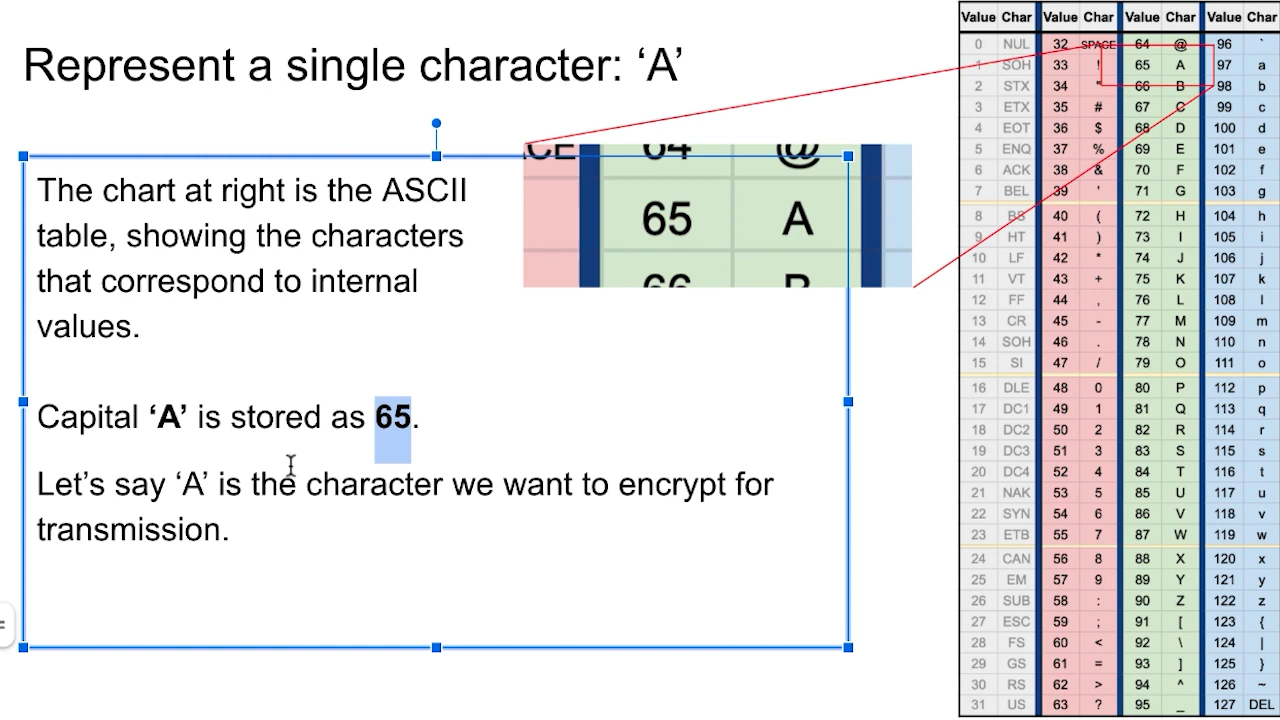 Represent a single character: ‘A’
The chart at right is the ASCII
table, showing the characters
that correspond to internal
values.
Capital ‘A’ is stored as 65.
Let’s say ‘A’ is the character we want to encrypt for
transmission.
65 A
Value Char Value Char Value Char Value Char
0 NUL 32 SPACE 64 @ 96 `
1 SOH 33 ! 65 A 97 a
2 STX 34 " 66 B 98 b
3 ETX 35 # 67 C 99 c
4 EOT 36 $ 68 D 100 d
5 ENQ 37 % 69 E 101 e
6 ACK 38 & 70 F 102 f
7 BEL 39 ' 71 G 103 g
8 BS 40 ( 72 H 104 h
9 HT 41 ) 73 I 105 i
10 LF 42 * 74 J 106 j
11 VT 43 + 75 K 107 k
12 FF 44 , 76 L 108 l
13 CR 45 - 77 M 109 m
14 SOH 46 . 78 N 110 n
15 SI 47 / 79 O 111 o
16 DLE 48 0 80 P 112 p
17 DC1 49 1 81 Q 113 q
18 DC2 50 2 82 R 114 r
19 DC3 51 3 83 S 115 s
20 DC4 52 4 84 T 116 t
21 NAK 53 5 85 U 117 u
22 SYN 54 6 86 V 118 v
23 ETB 55 7 87 W 119 w
24 CAN 56 8 88 X 120 x
25 EM 57 9 89 Y 121 y
26 SUB 58 : 90 Z 122 z
27 ESC 59 ; 91 [ 123 {
28 FS 60 < 92 \ 124 |
29 GS 61 = 93 ] 125 }
30 RS 62 > 94 ^ 126 ~
31 US 63 ? 95 _ 127 DEL